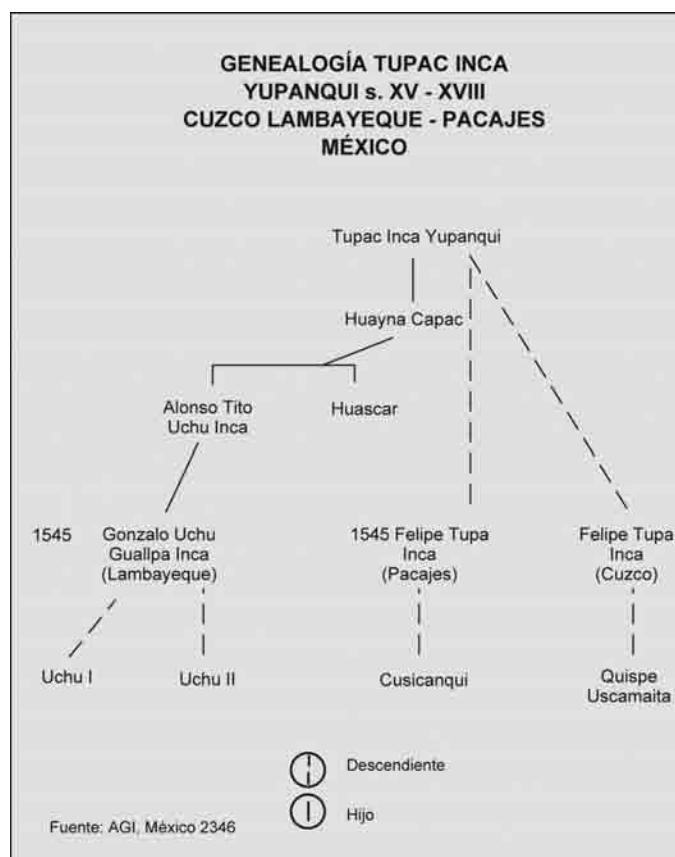 GENEALOGÍA TUPAC INCA
YUPANQUI s. XV - XVIII
CUZCO LAMBAYEQUE - PACAJES
MÉXICO
Tupac Inca Yupanqui
Huayna Capac
Alonso Tito
Uchu Inca
Huascar
1545
Gonzalo Uchu
Guallpa Inca
(Lambayeque)
1545 Felipe Tupa
Inca
(Pacajes)
Felipe Tupa
Inca
(Cuzco)
Uchu I
Uchu II
Cusicanqui
Quispe
Uscamaita
Descendiente
Hijo
Fuente: AGI, México 2346